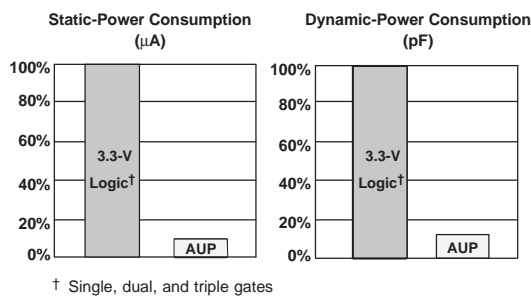 Static-Power Consumption
(μA)
100%
80%
60%
40%
20%
0%
3.3-V
Logic†
AUP
Dynamic-Power Consumption
(pF)
100%
80%
60%
40%
20%
0%
3.3-V
Logic†
AUP
† Single, dual, and triple gates